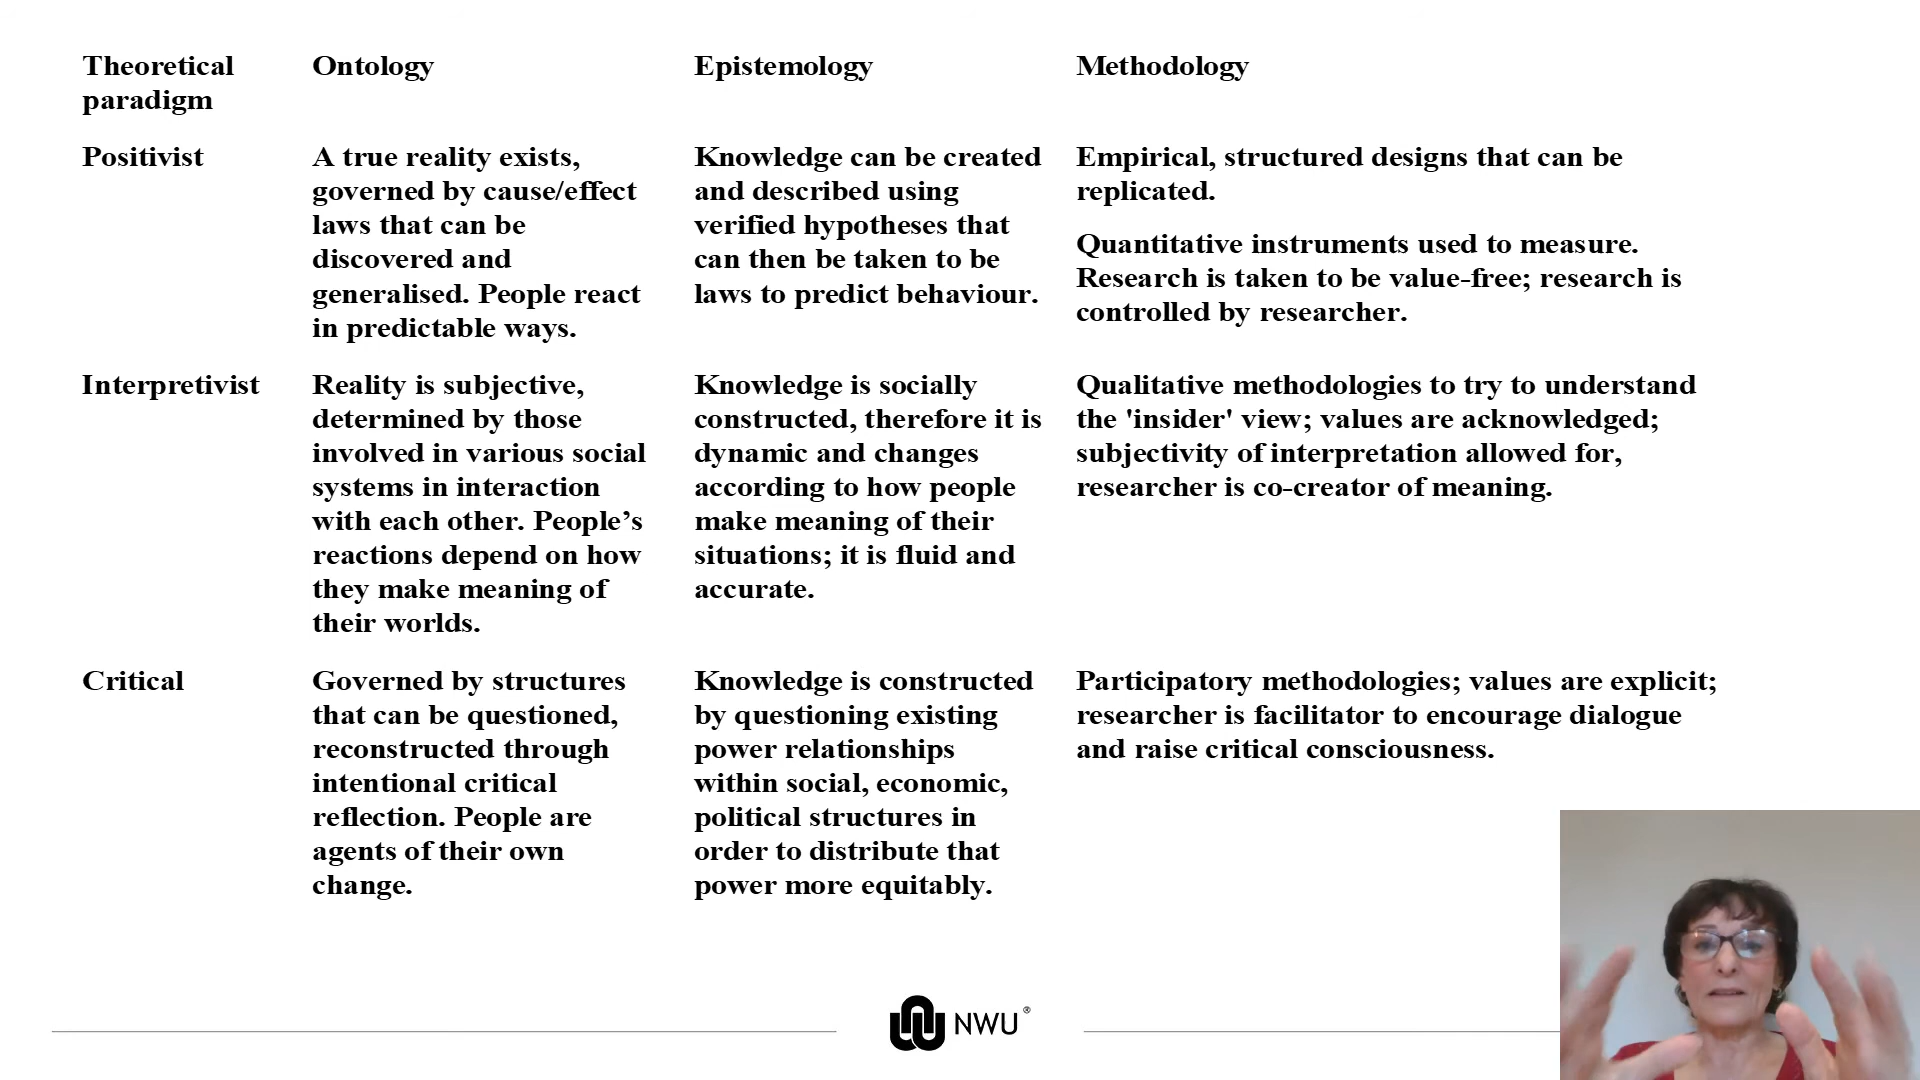 Theoretical
paradigm
Ontology
Epistemology
Methodology
Positivist
A true reality exists,
governed by cause/effect
laws that can be
discovered and
generalised. People react
in predictable ways.
Knowledge can be created
and described using
verified hypotheses that
can then be taken to be
laws to predict behaviour.
Empirical, structured designs that can be
replicated.
Quantitative instruments used to measure.
Research is taken to be value-free; research is
controlled by researcher.
Interpretivist
Reality is subjective,
determined by those
involved in various social
systems in interaction
with each other. People’s
reactions depend on how
they make meaning of
their worlds.
Knowledge is socially
constructed, therefore it is
dynamic and changes
according to how people
make meaning of their
situations; it is fluid and
accurate.
Qualitative methodologies to try to understand
the 'insider' view; values are acknowledged;
subjectivity of interpretation allowed for,
researcher is co-creator of meaning.
Critical
Governed by structures
that can be questioned,
reconstructed through
intentional critical
reflection. People are
agents of their own
change.
Knowledge is constructed
by questioning existing
power relationships
within social, economic,
political structures in
order to distribute that
power more equitably.
Participatory methodologies; values are explicit;
researcher is facilitator to encourage dialogue
and raise critical consciousness.
NWU®